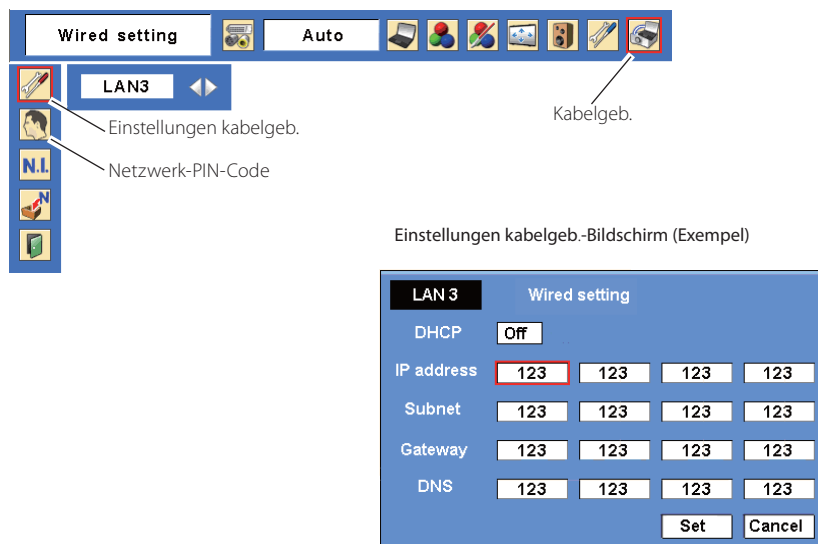 Wired setting
Auto
LAN3
Kabelgeb.
Einstellungen kabelgeb.
N.I.
Netzwerk-PIN-Code
N
Einstellungen kabelgeb.-Bildschirm (Exempel)
LAN 3 Wired setting
DHCP Off
IP address 123 123 123 123
Subnet 123 123 123 123
Gateway 123 123 123 123
DNS 123 123 123 123
Set Cancel